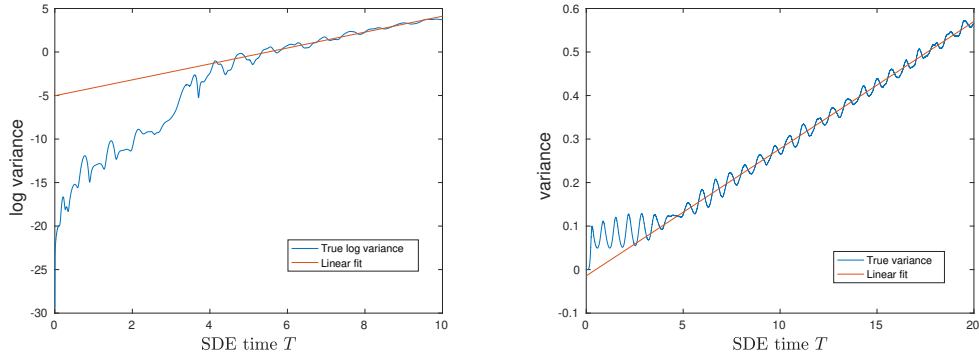 5
0
-5
-10
-15
-20
-25
-30
0 2 4 6 8 10
log variance
SDE time T
True log variance
Linear fit
0.6
0.5
0.4
0.3
0.2
0.1
0
-0.1
0 5 10 15 20
variance
SDE time T
True variance
Linear fit